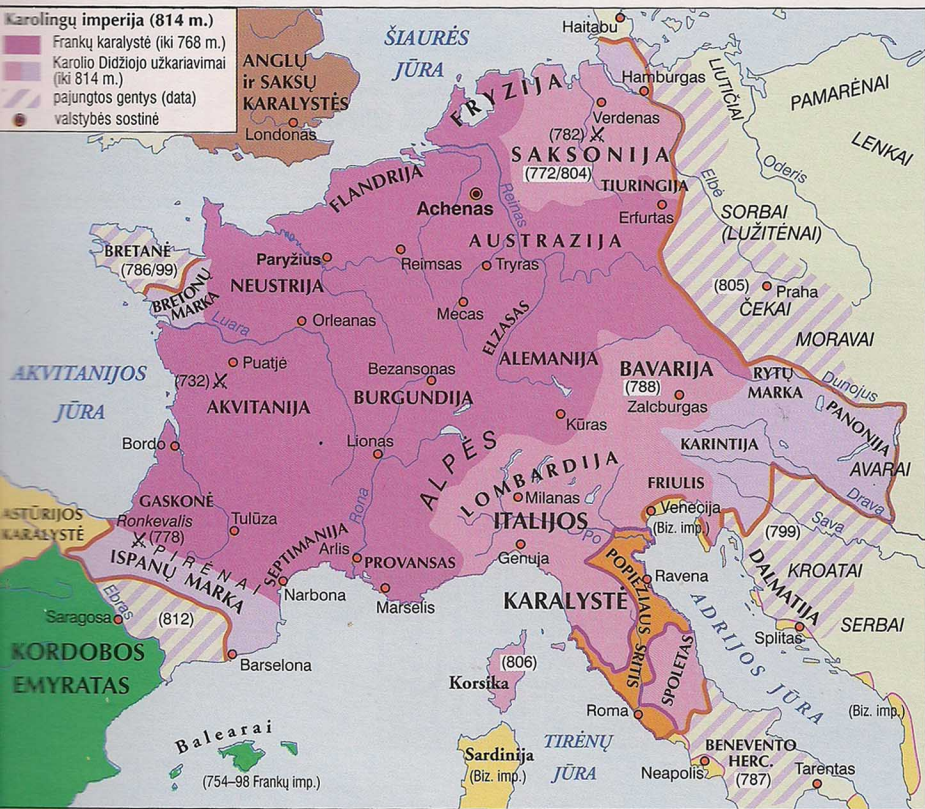 Karolingų imperija (814 m.)
Frankų karalystė (iki 768 m.)
Karolio Didžiojo užkariavimai
(iki 814 m.)
pajungtos gentys (data)
valstybės sostinė
ANGLŲ
ir SAKSŲ
KARALYSTĖS
Londonas
ŠIAURĖS
JŪRA
Haitabu
Hamburgas
LIUTIČIAI
PAMARĖNAI
LENKAI
FRYZIJA
Verdenas
(782)
SAKSONIJA
(772/804)
TIURINGIJA
Erfurtas
Elbė
Oderis
SORBAI
(LUŽITĖNAI)
FLANDRIJA
Achenas
Reinas
AUSTRAZIJA
BRETANĖ
(786/99)
BRETONŲ
MARKA
Paryžius
NEUSTRIJA
Reimsas
Tryras
(805)
Praha
ČEKAI
MORAVAI
Luara
Orleanas
Mecas
ELZASAS
ALEMANIJA
AKVITANIJOS
JŪRA
Puatjė
(732)
AKVITANIJA
Bezansonas
BURGUNDIJA
BAVARIJA
(788)
Zalcburgas
RYTŲ
MARKA
Dunojus
PANONIJA
AVARAI
Drava
Bordo
Lionas
Kūras
KARINTIJA
ALPĖS
LOMBARDIJA
Milanas
ITALIJOS
KARALYSTĖ
FRIULIS
Venecija
(Biz. imp.)
Sava
(799)
ASTŪRIJOS
KARALYSTĖ
GASKONĖ
Ronkevalis
(778)
Tulūza
Rona
SEPTIMANIJA
Arlis
PROVANSAS
Genuja
Po
PIRĖNAI
ISPANŲ MARKA
Narbona
Marselis
POPIEŽIAUS SRITIS
Ravena
DALMATIJA
KROATAI
SERBAI
Splitas
Ebras
Saragosa
(812)
KORDOBOS
EMYRATAS
Barselona
Korsika
(806)
SPOLETAS
ADRIJOS JŪRA
(Biz. imp.)
Roma
Balearai
(754–98 Frankų imp.)
Sardinija
(Biz. imp.)
TIRĖNŲ
JŪRA
Neapolis
BENEVENTO
HERC.
(787)
Tarentas